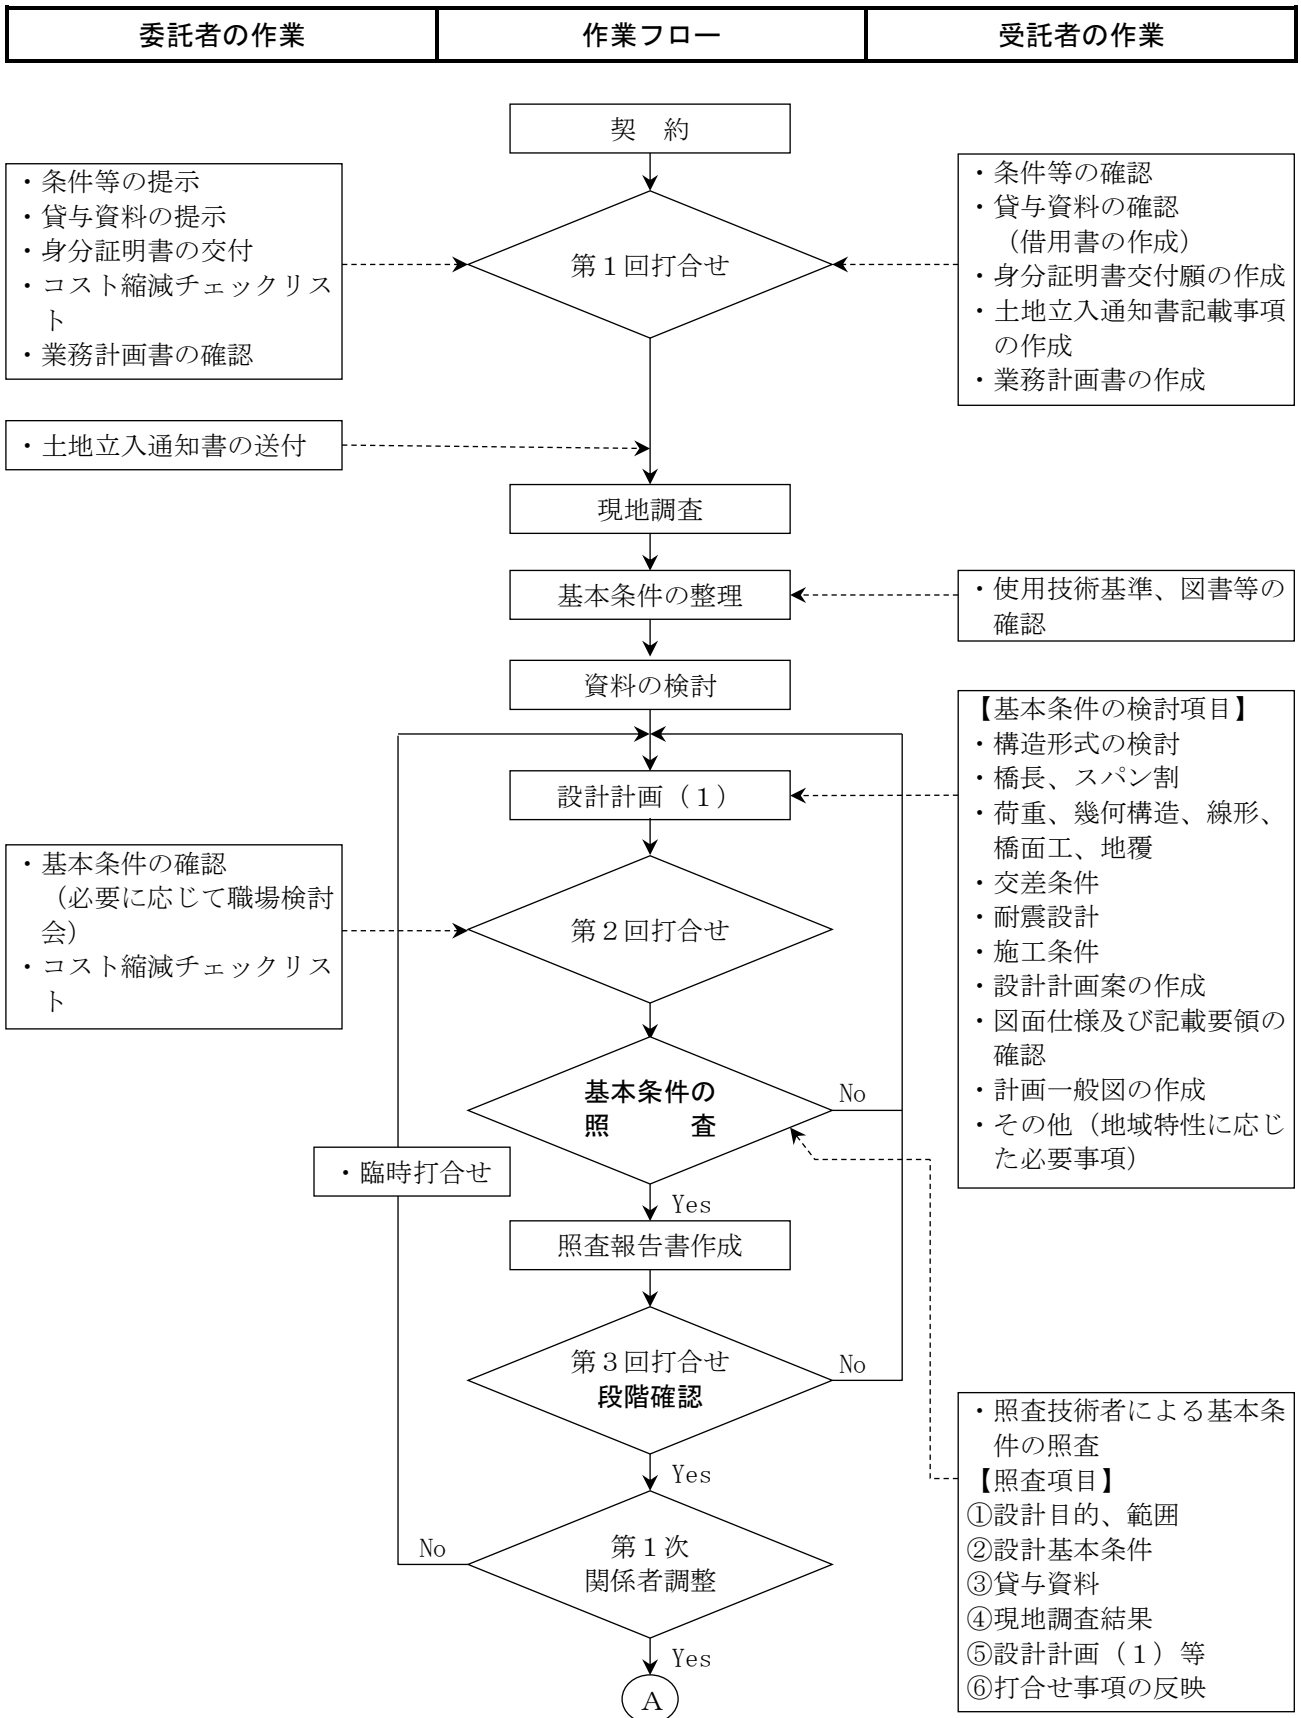 委託者の作業
作業フロー
受託者の作業
契　約
・条件等の提示
・貸与資料の提示
・身分証明書の交付
・コスト縮減チェックリス
ト
・業務計画書の確認
第１回打合せ
・条件等の確認
・貸与資料の確認
（借用書の作成）
・身分証明書交付願の作成
・土地立入通知書記載事項
の作成
・業務計画書の作成
・土地立入通知書の送付
現地調査
基本条件の整理
・使用技術基準、図書等の
確認
資料の検討
設計計画（１）
【基本条件の検討項目】
・構造形式の検討
・橋長、スパン割
・荷重、幾何構造、線形、
橋面工、地覆
・交差条件
・耐震設計
・施工条件
・設計計画案の作成
・図面仕様及び記載要領の
確認
・計画一般図の作成
・その他（地域特性に応じ
た必要事項）
・基本条件の確認
（必要に応じて職場検討
会）
・コスト縮減チェックリス
ト
第２回打合せ
基本条件の
照　　査
No
・臨時打合せ
Yes
照査報告書作成
第３回打合せ
段階確認
No
Yes
・照査技術者による基本条
件の照査
【照査項目】
①設計目的、範囲
②設計基本条件
③貸与資料
④現地調査結果
⑤設計計画（１）等
⑥打合せ事項の反映
No
第１次
関係者調整
Yes
A